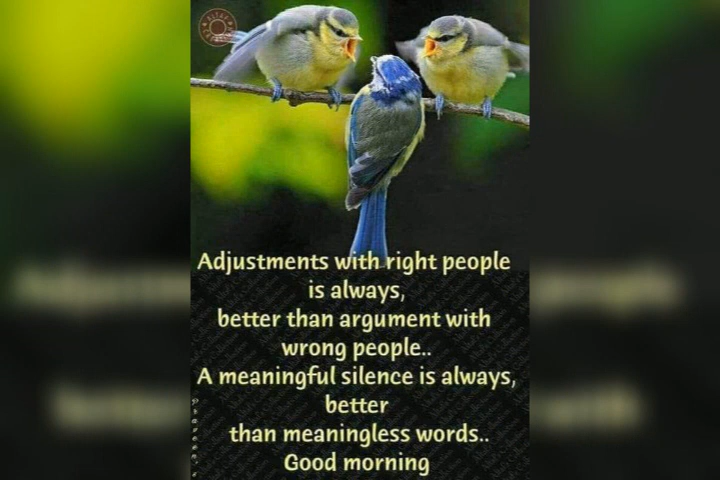 Adjustments with right people
is always,
better than argument with
wrong people..
A meaningful silence is always,
better
than meaningless words..
Good morning